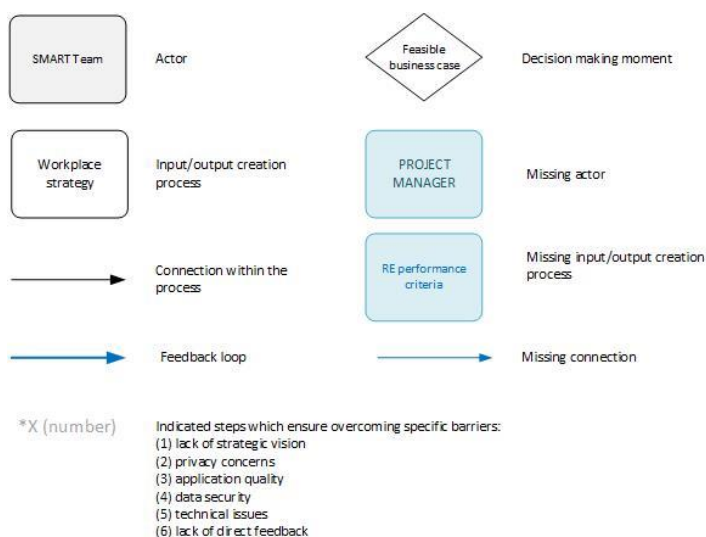 SMART Team
Actor
Feasible
business case
Decision making moment
Workplace
strategy
Input/output creation
process
PROJECT
MANAGER
Missing actor
Connection within the
process
RE performance
criteria
Missing input/output creation
process
Feedback loop
Missing connection
*X (number)
Indicated steps which ensure overcoming specific barriers:
(1) lack of strategic vision
(2) privacy concerns
(3) application quality
(4) data security
(5) technical issues
(6) lack of direct feedback